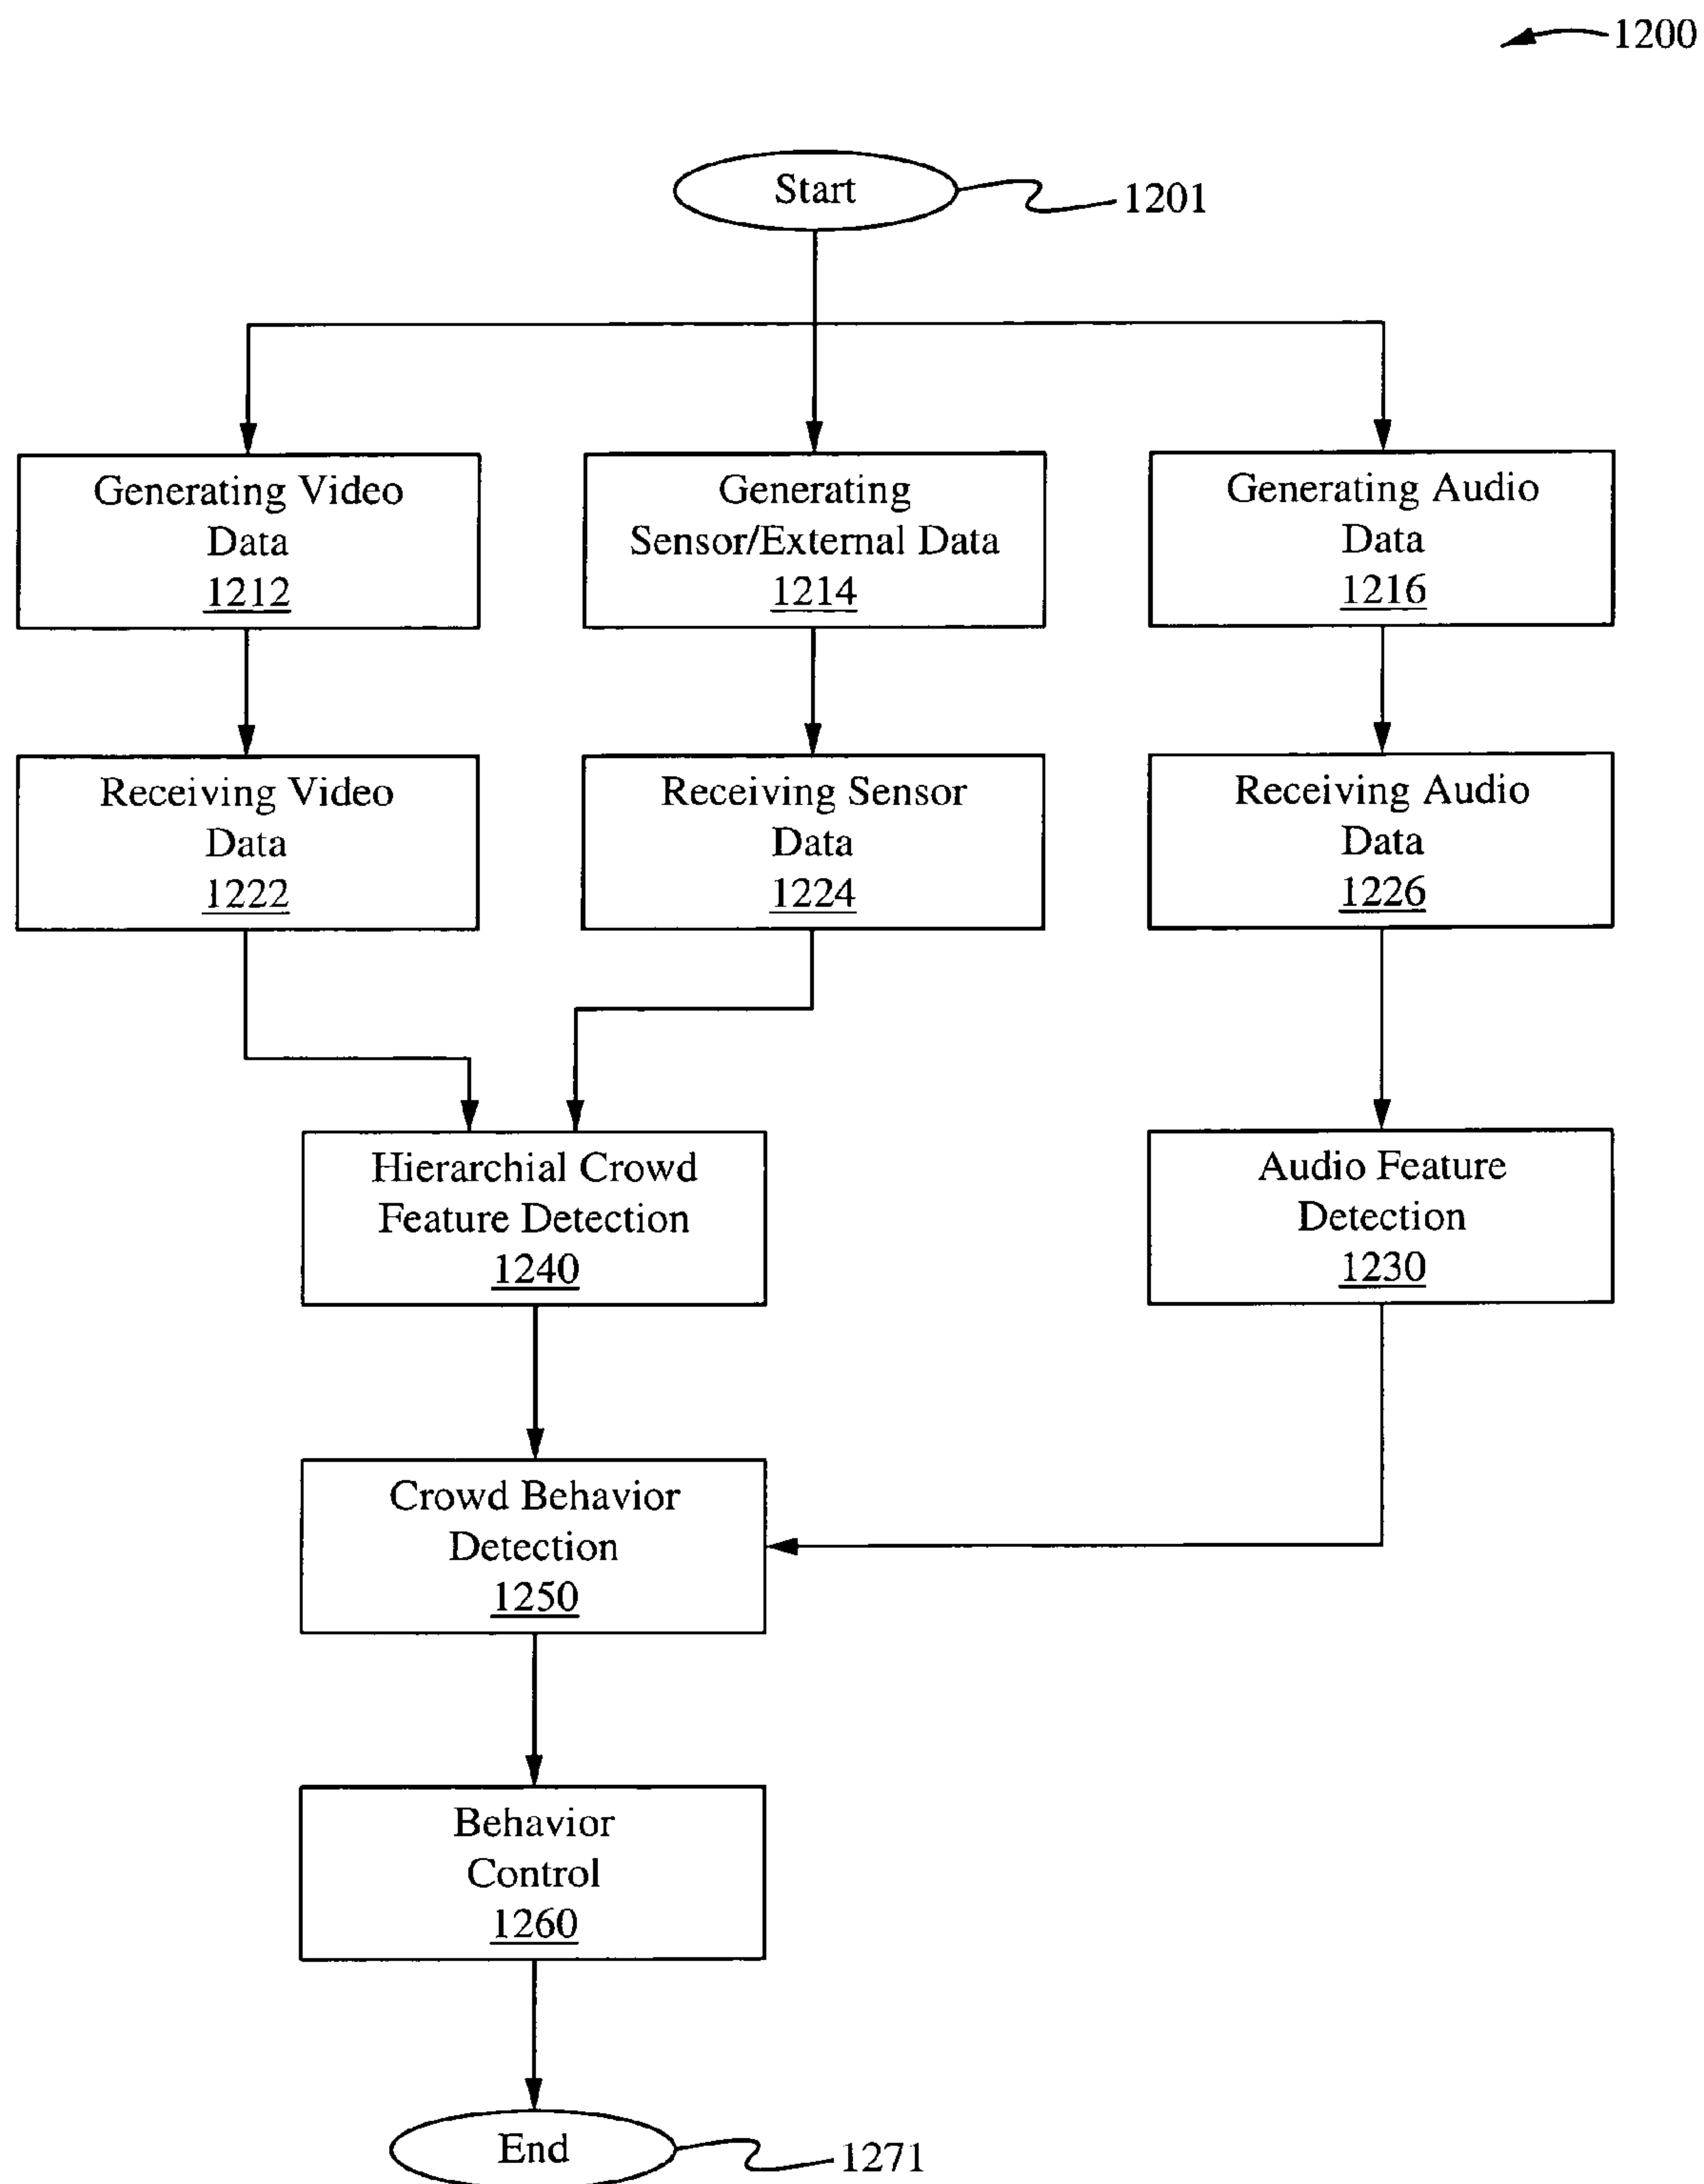 1200
Start
1201
Generating Video
Data
1212
Generating
Sensor/External Data
1214
Generating Audio
Data
1216
Receiving Video
Data
1222
Receiving Sensor
Data
1224
Receiving Audio
Data
1226
Hierarchial Crowd
Feature Detection
1240
Audio Feature
Detection
1230
Crowd Behavior
Detection
1250
Behavior
Control
1260
End
1271